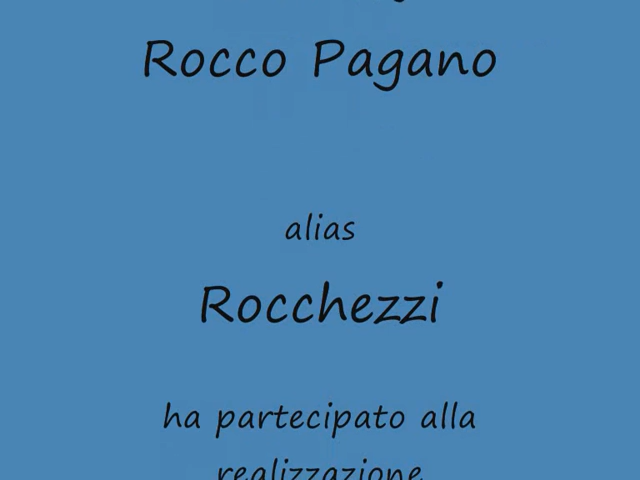 Rocco Pagano
alias
Rocchezzi
ha partecipato alla
realizzazione